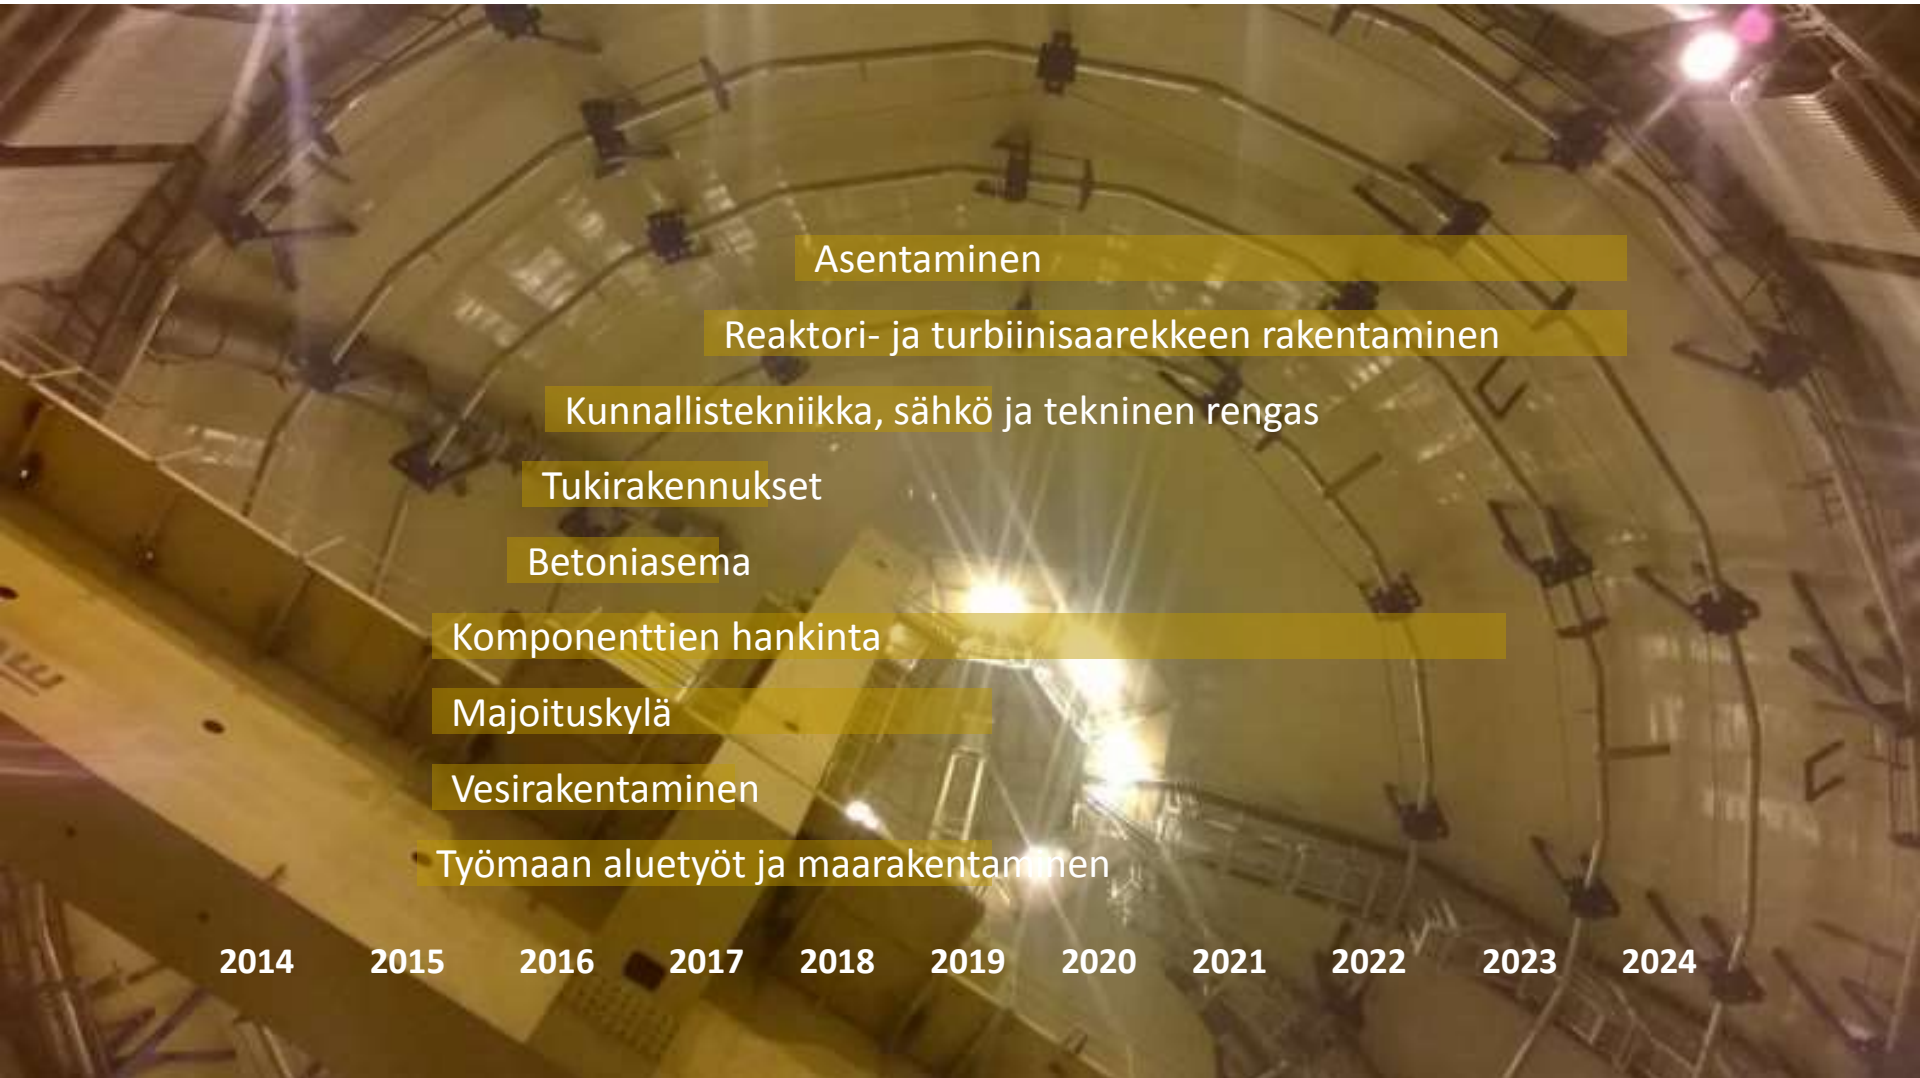 Asentaminen
Reaktori- ja turbiinisaarekkeen rakentaminen
Kunnallistekniikka, sähkö ja tekninen rengas
Tukirakennukset
Betoniasema
Komponenttien hankinta
Majoituskylä
Vesirakentaminen
Työmaan aluetyöt ja maarakentaminen
2014 2015 2016 2017 2018 2019 2020 2021 2022 2023 2024